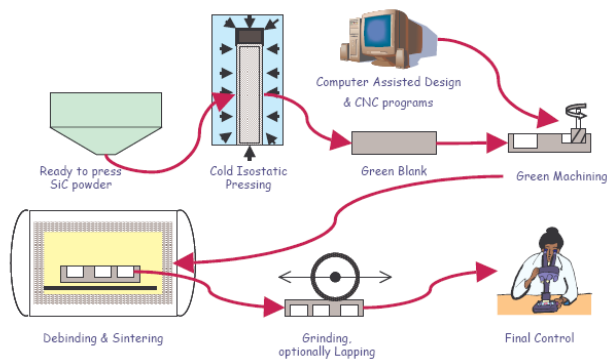 Computer Assisted Design
& CNC programs
Ready to press
SiC powder
Cold Isostatic
Pressing
Green Blank
Green Machining
Debinding & Sintering
Grinding,
optionally Lapping
Final Control